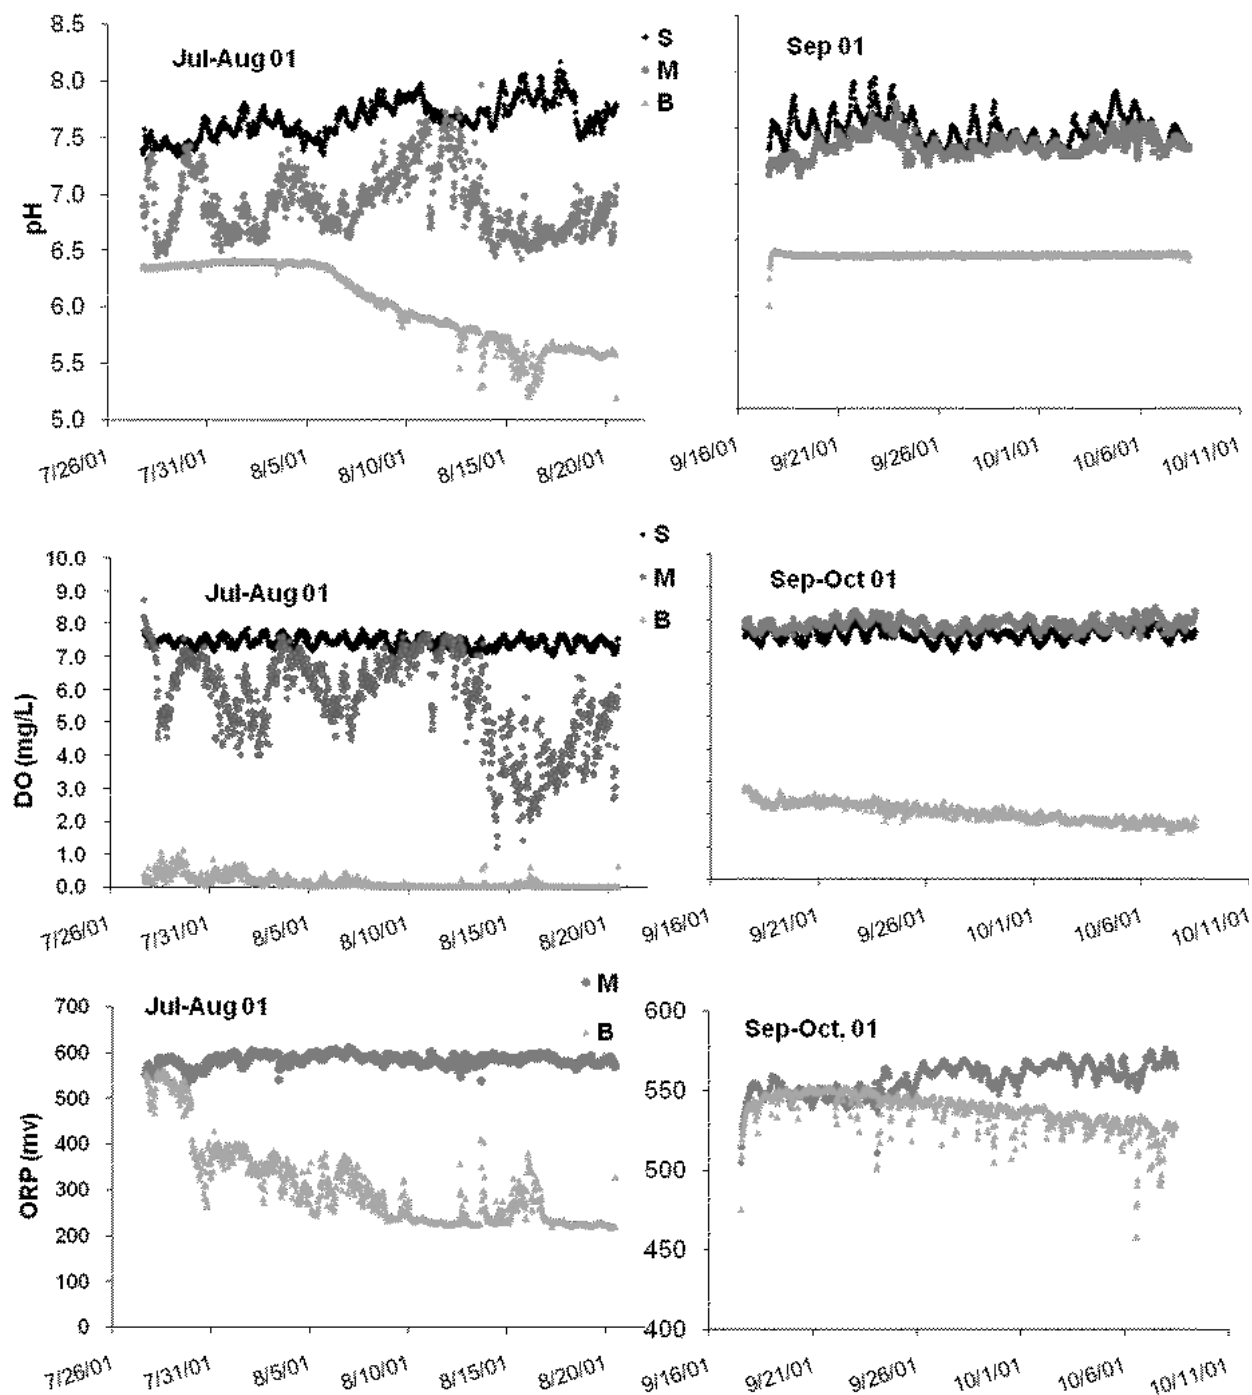 8.5
8.0
7.5
7.0
6.5
6.0
5.5
5.0
pH
Jul-Aug 01
S
M
B
7/26/01 7/31/01 8/5/01 8/10/01 8/15/01 8/20/01
Sep 01
9/16/01 9/21/01 9/26/01 10/1/01 10/6/01 10/11/01
10.0
9.0
8.0
7.0
6.0
5.0
4.0
3.0
2.0
1.0
0.0
DO (mg/L)
Jul-Aug 01
S
M
B
7/26/01 7/31/01 8/5/01 8/10/01 8/15/01 8/20/01
Sep-Oct 01
9/16/01 9/21/01 9/26/01 10/1/01 10/6/01 10/11/01
700
600
500
400
300
200
100
0
ORP (mv)
Jul-Aug 01
M
B
7/26/01 7/31/01 8/5/01 8/10/01 8/15/01 8/20/01
600
550
500
450
400
Sep-Oct. 01
9/16/01 9/21/01 9/26/01 10/1/01 10/6/01 10/11/01